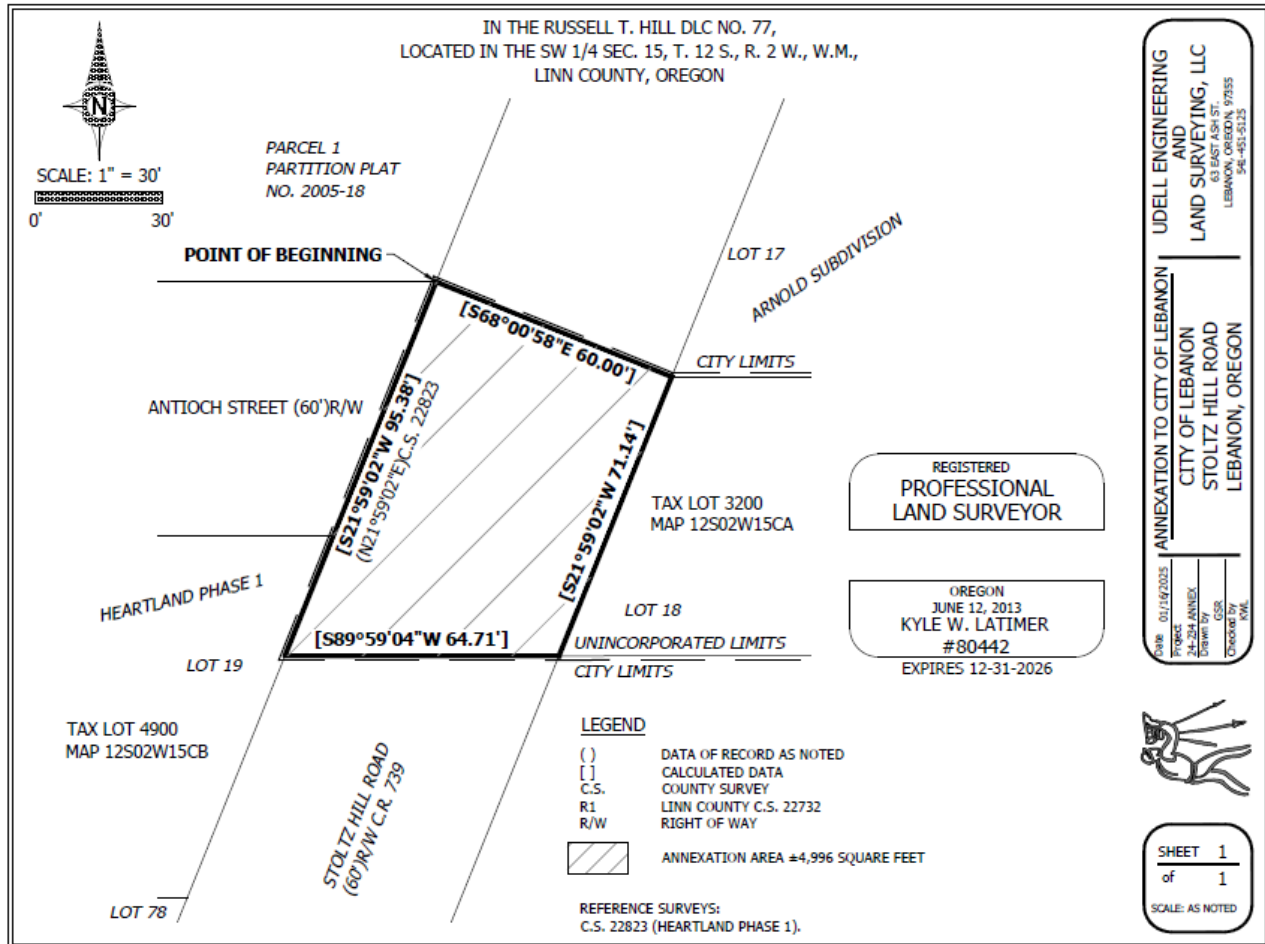 IN THE RUSSELL T. HILL DLC NO. 77,
LOCATED IN THE SW 1/4 SEC. 15, T. 12 S., R. 2 W., W.M.,
LINN COUNTY, OREGON
N
SCALE: 1" = 30'
0' 30'
PARCEL 1
PARTITION PLAT
NO. 2005-18
POINT OF BEGINNING
LOT 17
ARNOLD SUBDIVISION
[S68°00'58"E 60.00']
CITY LIMITS
ANTIOCH STREET (60')R/W
[S21°59'02"W 95.38']
(N21°59'02"E)C.S. 22823
[S21°59'02"W 71.14']
TAX LOT 3200
MAP 12S02W15CA
HEARTLAND PHASE 1
LOT 18
[S89°59'04"W 64.71']
UNINCORPORATED LIMITS
CITY LIMITS
LOT 19
TAX LOT 4900
MAP 12S02W15CB
STOLTZ HILL ROAD
(60')R/W C.R. 739
LOT 78
LEGEND
( ) DATA OF RECORD AS NOTED
[ ] CALCULATED DATA
C.S. COUNTY SURVEY
R1 LINN COUNTY C.S. 22732
R/W RIGHT OF WAY
ANNEXATION AREA ±4,996 SQUARE FEET
REFERENCE SURVEYS:
C.S. 22823 (HEARTLAND PHASE 1).
REGISTERED
PROFESSIONAL
LAND SURVEYOR
OREGON
JUNE 12, 2013
KYLE W. LATIMER
#80442
EXPIRES 12-31-2026
UDELL ENGINEERING
AND
LAND SURVEYING, LLC
63 EAST ASH ST.
LEBANON, OREGON, 97355
541-451-5125
ANNEXATION TO CITY OF LEBANON
CITY OF LEBANON
STOLTZ HILL ROAD
LEBANON, OREGON
Date 01/16/2025
Project
24-234 ANNEX
Drawn by
GSR
Checked by
KWL
SHEET 1
of 1
SCALE: AS NOTED